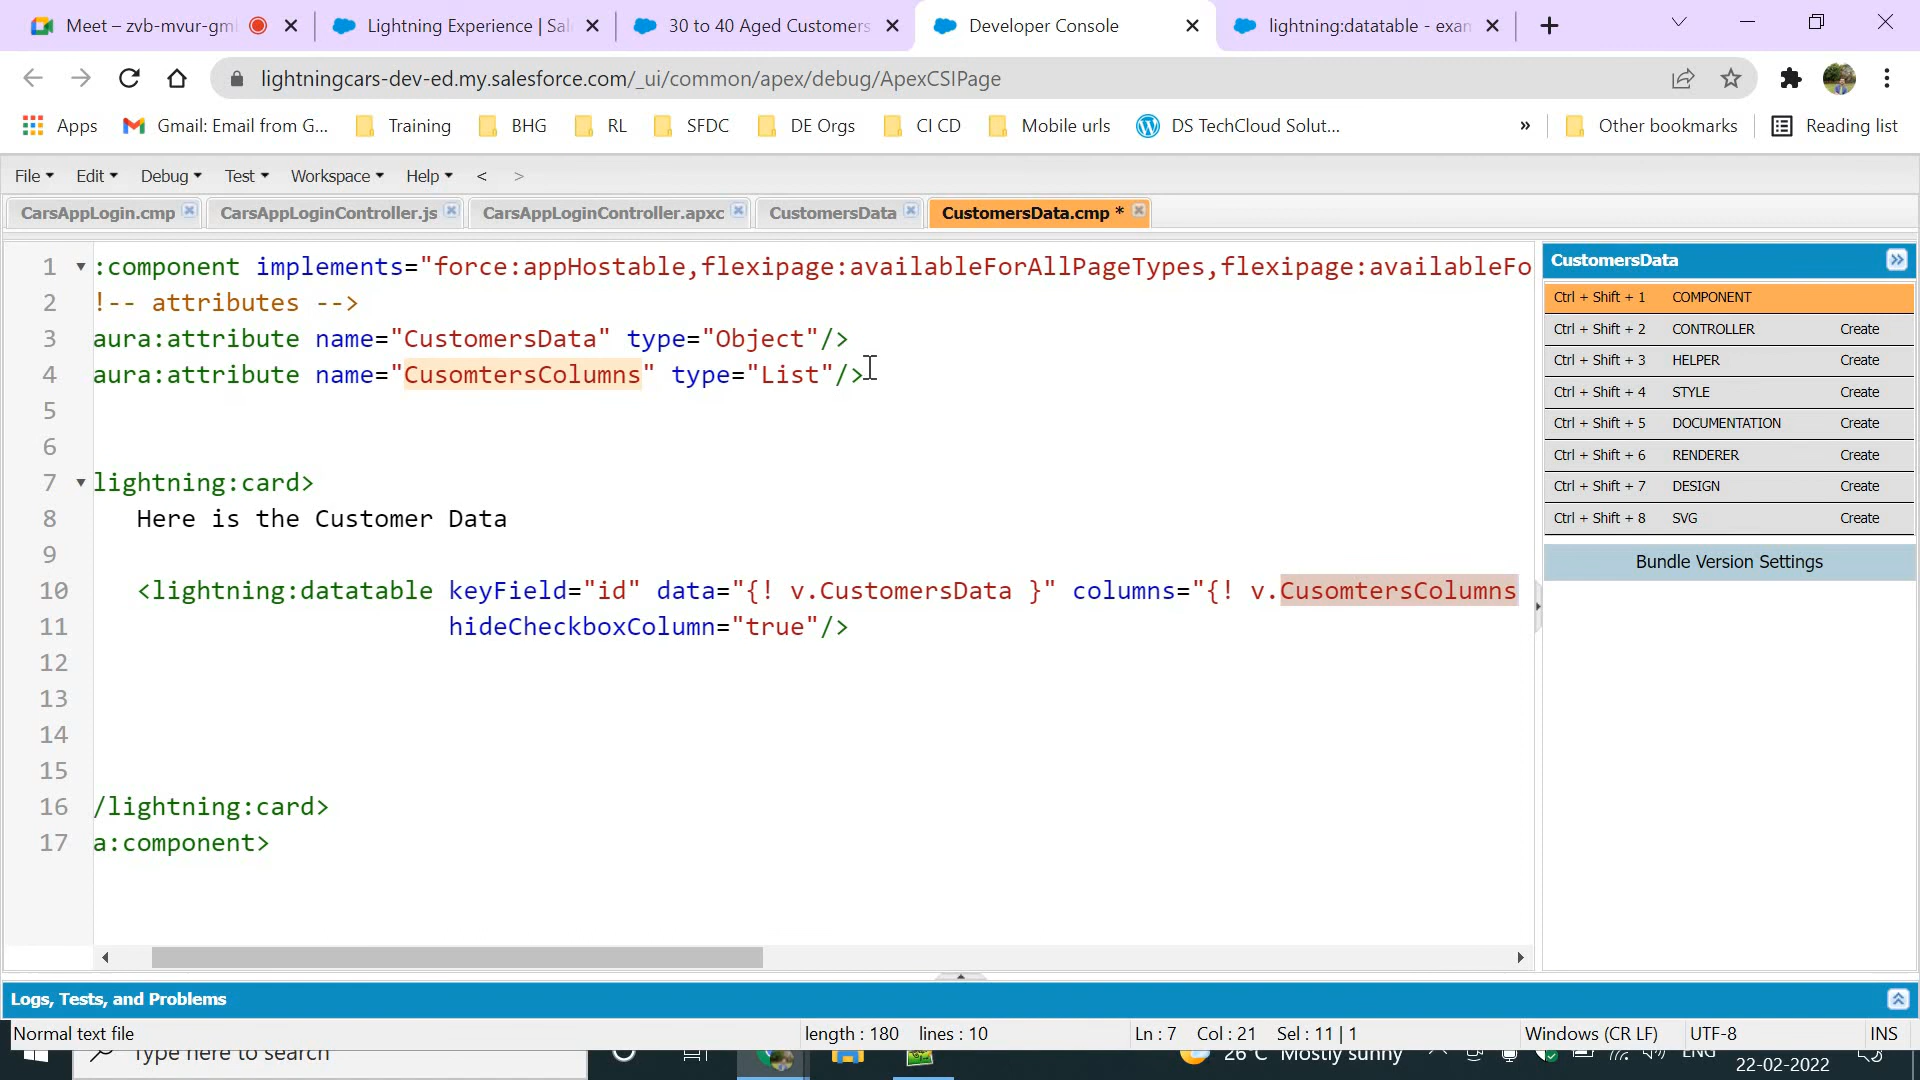 Meet – zvb-mvur-gml
Lightning Experience | Sal
30 to 40 Aged Customers
Developer Console
lightning:datatable - exam
lightningcars-dev-ed.my.salesforce.com/_ui/common/apex/debug/ApexCSIPage
Apps
Gmail: Email from G...
Training
BHG
RL
SFDC
DE Orgs
CI CD
Mobile urls
DS TechCloud Solut...
»
Other bookmarks
Reading list
File Edit Debug Test Workspace Help < >
CarsAppLogin.cmp
CarsAppLoginController.js
CarsAppLoginController.apxc
CustomersData
CustomersData.cmp *
1 :component implements="force:appHostable,flexipage:availableForAllPageTypes,flexipage:availableFo
2 !-- attributes -->
3 aura:attribute name="CustomersData" type="Object"/>
4 aura:attribute name="CusomtersColumns" type="List"/>
5
6
7 lightning:card>
8 Here is the Customer Data
9
10 <lightning:datatable keyField="id" data="{! v.CustomersData }" columns="{! v.CusomtersColumns
11 hideCheckboxColumn="true"/>
12
13
14
15
16 /lightning:card>
17 a:component>
CustomersData
Ctrl + Shift + 1 COMPONENT
Ctrl + Shift + 2 CONTROLLER Create
Ctrl + Shift + 3 HELPER Create
Ctrl + Shift + 4 STYLE Create
Ctrl + Shift + 5 DOCUMENTATION Create
Ctrl + Shift + 6 RENDERER Create
Ctrl + Shift + 7 DESIGN Create
Ctrl + Shift + 8 SVG Create
Bundle Version Settings
Logs, Tests, and Problems
Normal text file
length : 180 lines : 10
Ln : 7 Col : 21 Sel : 11 | 1
Windows (CR LF)
UTF-8
INS
Type here to search
26°C Mostly sunny
ENG
22-02-2022